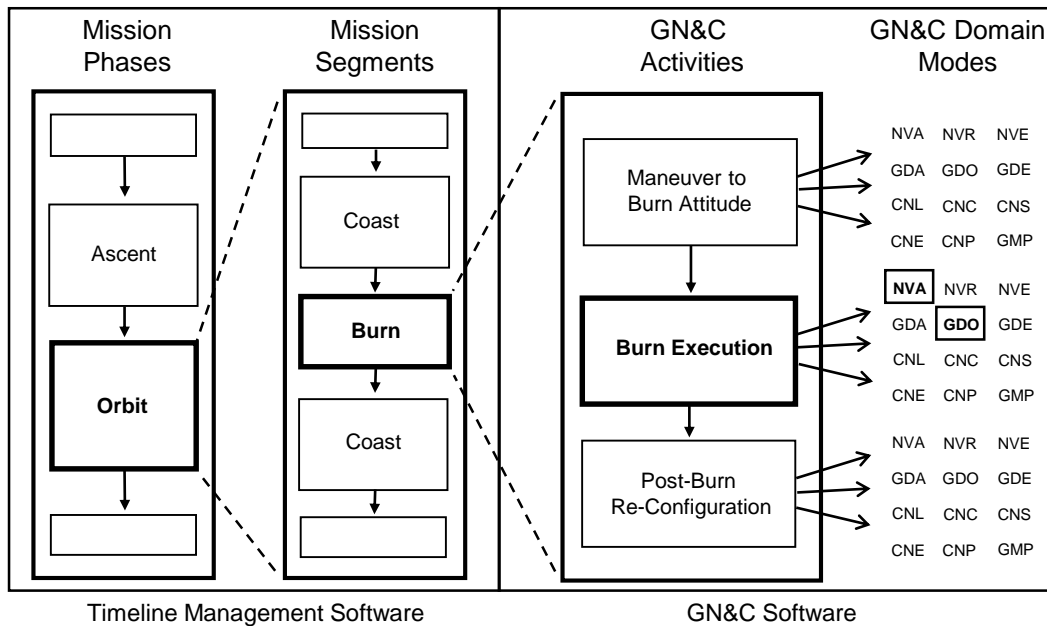 Mission
Phases
Mission
Segments
GN&C
Activities
GN&C Domain
Modes
Ascent
Orbit
Coast
Burn
Coast
Maneuver to
Burn Attitude
Burn Execution
Post-Burn
Re-Configuration
NVA NVR NVE
GDA GDO GDE
CNL CNC CNS
CNE CNP GMP
NVA NVR NVE
GDA GDO GDE
CNL CNC CNS
CNE CNP GMP
NVA NVR NVE
GDA GDO GDE
CNL CNC CNS
CNE CNP GMP
Timeline Management Software
GN&C Software